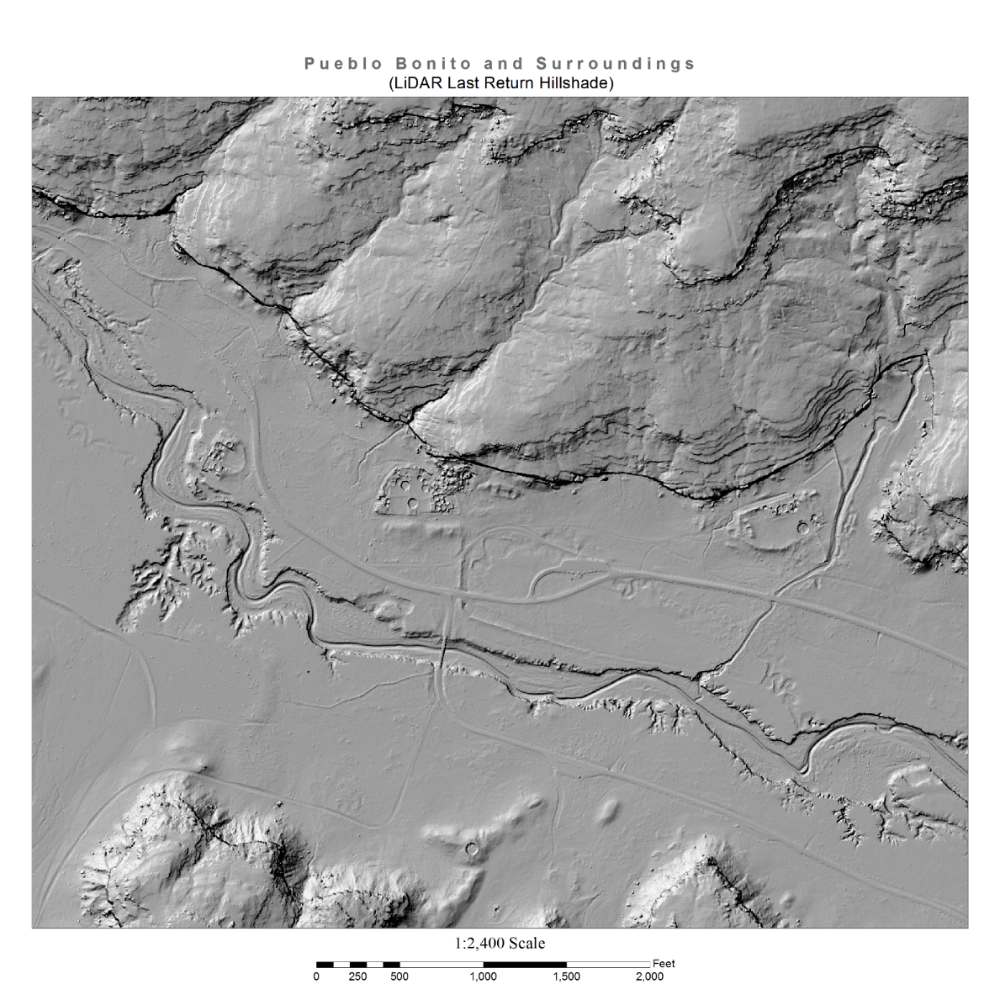 Pueblo Bonito and Surroundings
(LiDAR Last Return Hillshade)
1:2,400 Scale
Feet
0 250 500 1,000 1,500 2,000